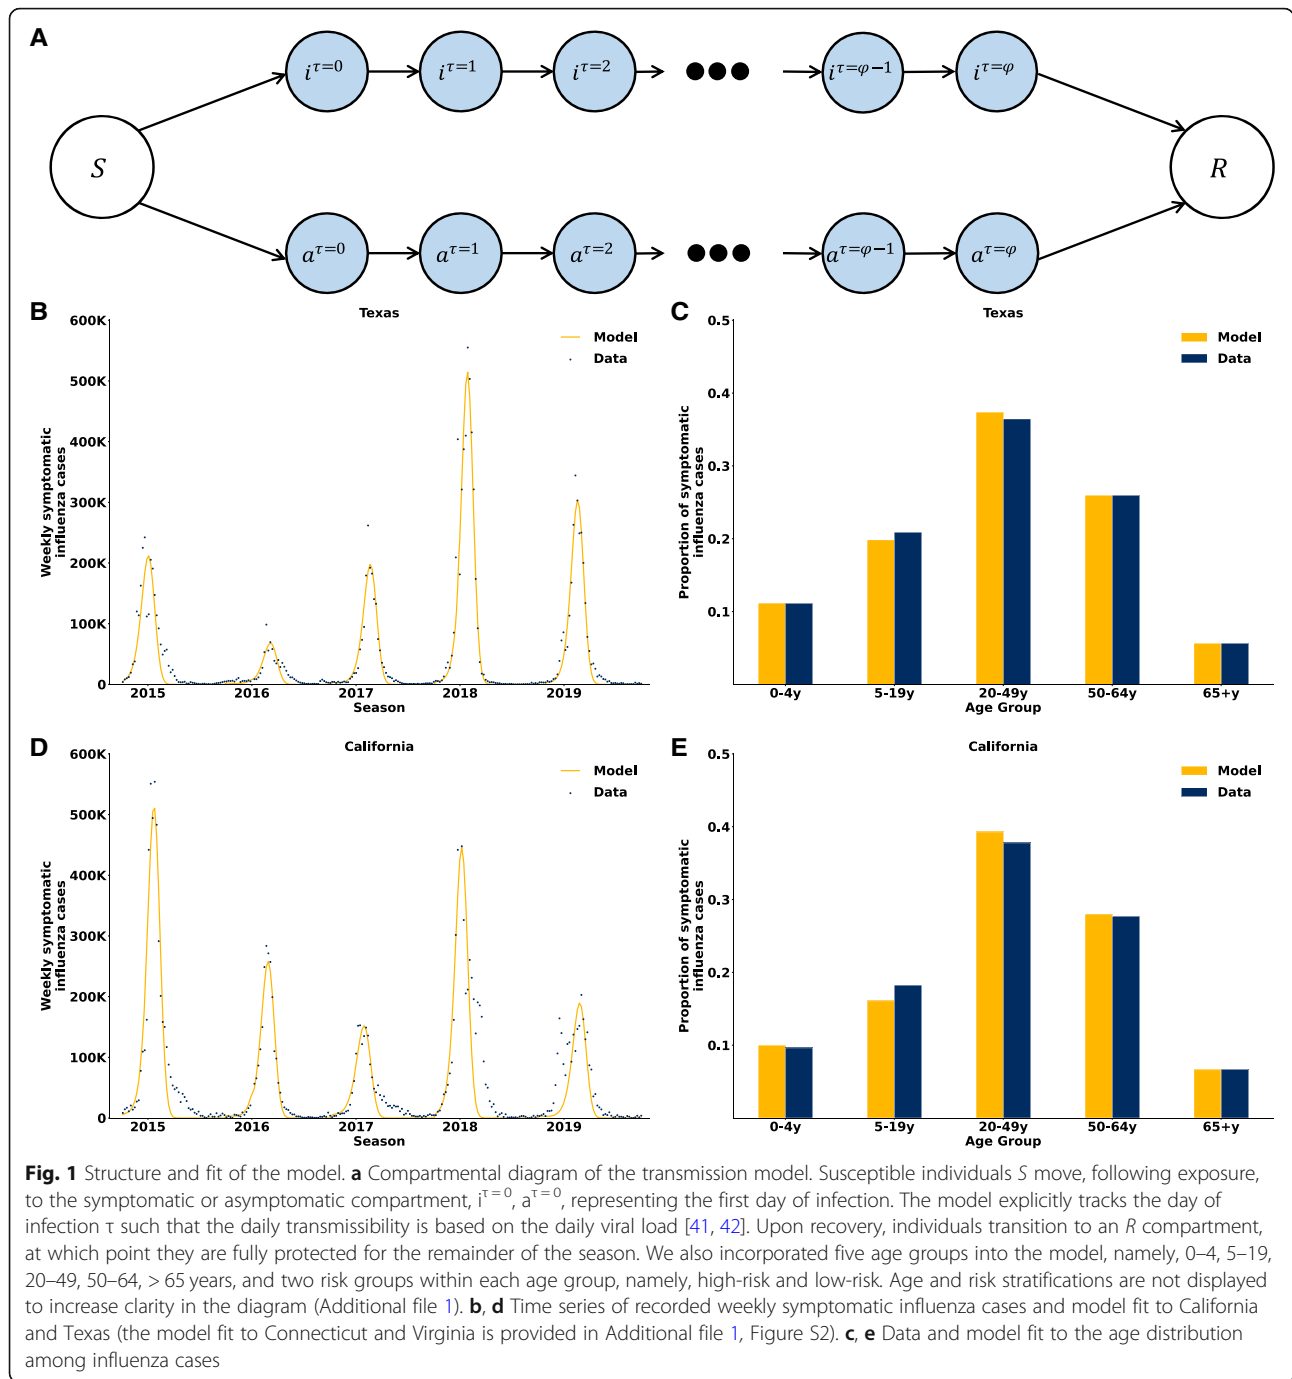 A
i^τ=0 i^τ=1 i^τ=2 i^τ=φ−1 i^τ=φ
S R
a^τ=0 a^τ=1 a^τ=2 a^τ=φ−1 a^τ=φ
B
Texas
Weekly symptomatic
influenza cases
600K
500K
400K
300K
200K
100K
0
Model
Data
2015 2016 2017 2018 2019
Season
C
Texas
Proportion of symptomatic
influenza cases
0.5
0.4
0.3
0.2
0.1
Model
Data
0-4y 5-19y 20-49y 50-64y 65+y
Age Group
D
California
Weekly symptomatic
influenza cases
600K
500K
400K
300K
200K
100K
0
Model
Data
2015 2016 2017 2018 2019
Season
E
California
Proportion of symptomatic
influenza cases
0.5
0.4
0.3
0.2
0.1
Model
Data
0-4y 5-19y 20-49y 50-64y 65+y
Age Group
Fig. 1 Structure and fit of the model. a Compartmental diagram of the transmission model. Susceptible individuals S move, following exposure,
to the symptomatic or asymptomatic compartment, i^τ = 0, a^τ = 0, representing the first day of infection. The model explicitly tracks the day of
infection τ such that the daily transmissibility is based on the daily viral load [41, 42]. Upon recovery, individuals transition to an R compartment,
at which point they are fully protected for the remainder of the season. We also incorporated five age groups into the model, namely, 0–4, 5–19,
20–49, 50–64, > 65 years, and two risk groups within each age group, namely, high-risk and low-risk. Age and risk stratifications are not displayed
to increase clarity in the diagram (Additional file 1). b, d Time series of recorded weekly symptomatic influenza cases and model fit to California
and Texas (the model fit to Connecticut and Virginia is provided in Additional file 1, Figure S2). c, e Data and model fit to the age distribution
among influenza cases